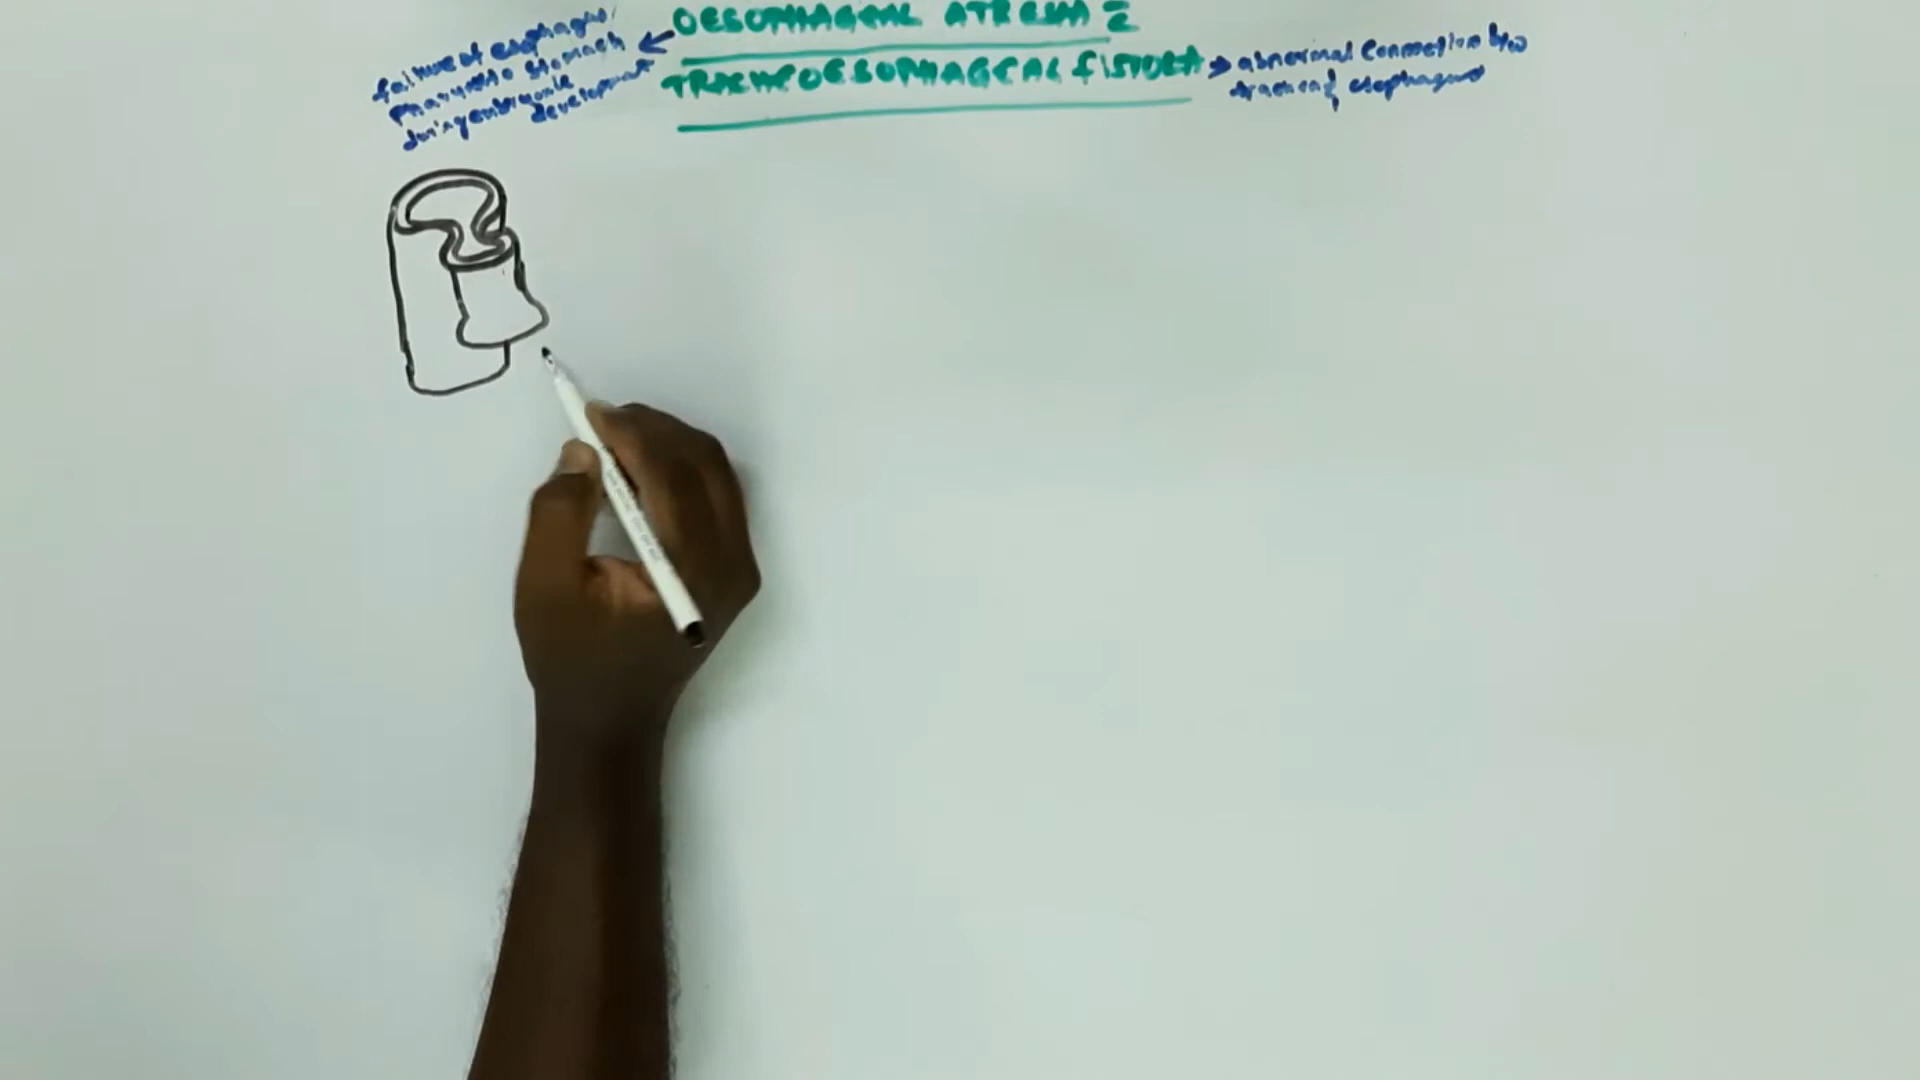 OESOPHAGEAL ATRESIA c̄
TRACHEOESOPHAGEAL fISTULA
failure of esophagus/
Pharynx to stomach
during embryonic
development
abnormal connection b/w
trachea & esophagus